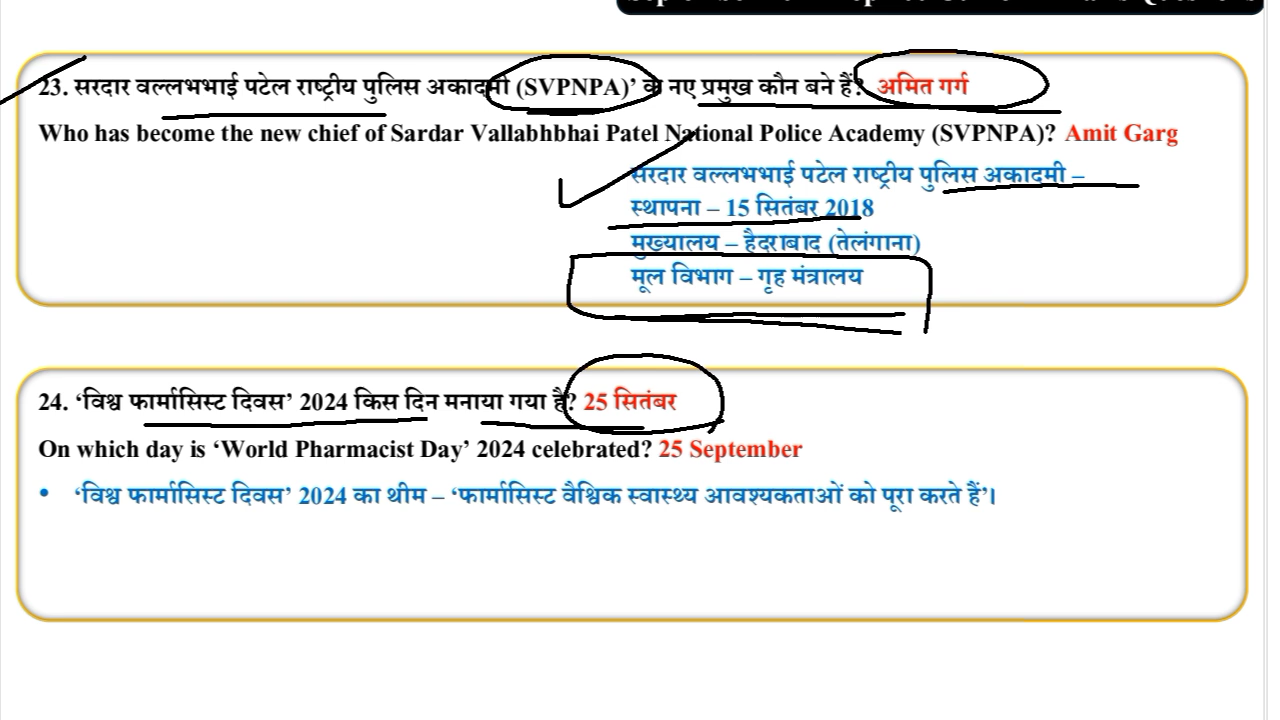 23. सरदार वल्लभभाई पटेल राष्ट्रीय पुलिस अकादमी (SVPNPA)’ के नए प्रमुख कौन बने हैं? अमित गर्ग
Who has become the new chief of Sardar Vallabhbhai Patel National Police Academy (SVPNPA)? Amit Garg
सरदार वल्लभभाई पटेल राष्ट्रीय पुलिस अकादमी –
स्थापना – 15 सितंबर 2018
मुख्यालय – हैदराबाद (तेलंगाना)
मूल विभाग – गृह मंत्रालय
24. ‘विश्व फार्मासिस्ट दिवस’ 2024 किस दिन मनाया गया है? 25 सितंबर
On which day is ‘World Pharmacist Day’ 2024 celebrated? 25 September
• ‘विश्व फार्मासिस्ट दिवस’ 2024 का थीम – ‘फार्मासिस्ट वैश्विक स्वास्थ्य आवश्यकताओं को पूरा करते हैं’।